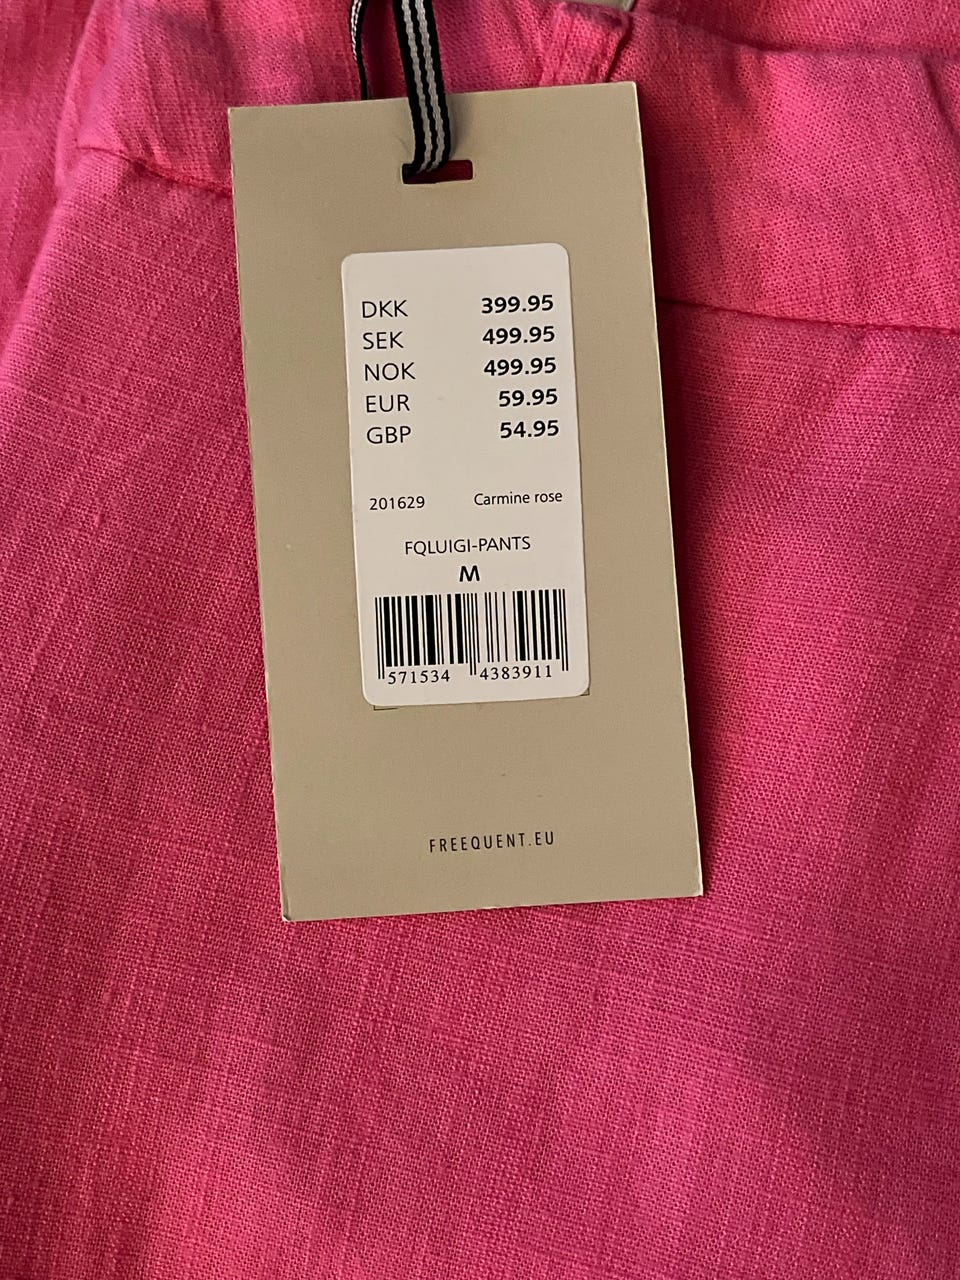 DKK 399.95
SEK 499.95
NOK 499.95
EUR 59.95
GBP 54.95
201629 Carmine rose
FQLUIGI-PANTS
M
571534 4383911
FREEQUENT.EU